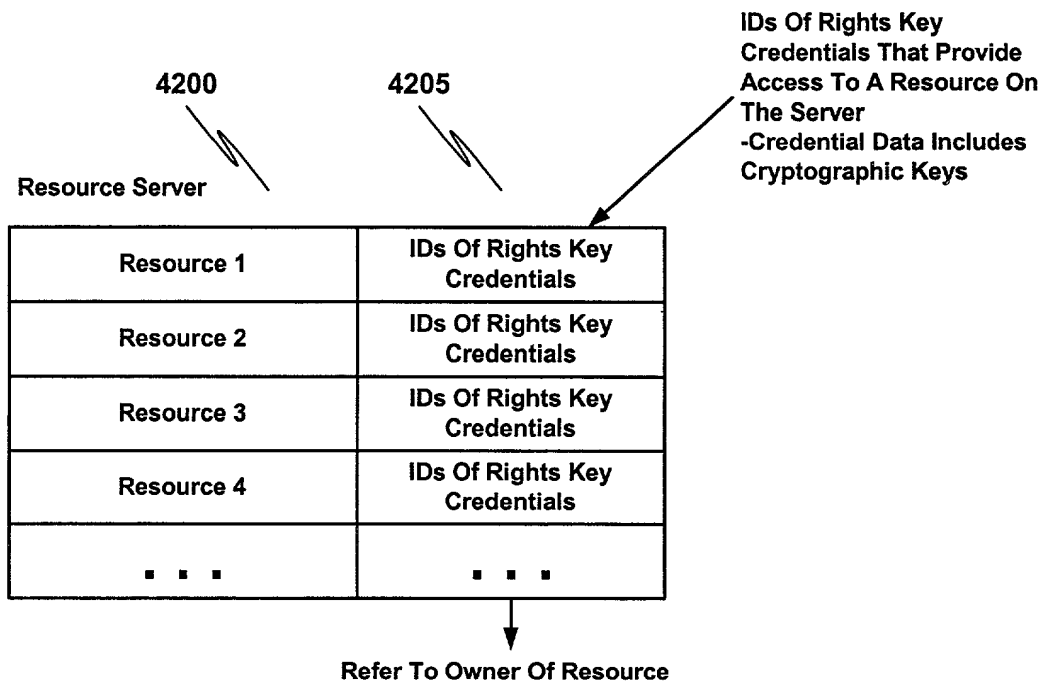 IDs Of Rights Key
Credentials That Provide
Access To A Resource On
The Server
-Credential Data Includes
Cryptographic Keys
4200
4205
Resource Server
Resource 1
IDs Of Rights Key
Credentials
Resource 2
IDs Of Rights Key
Credentials
Resource 3
IDs Of Rights Key
Credentials
Resource 4
IDs Of Rights Key
Credentials
. . .
. . .
Refer To Owner Of Resource